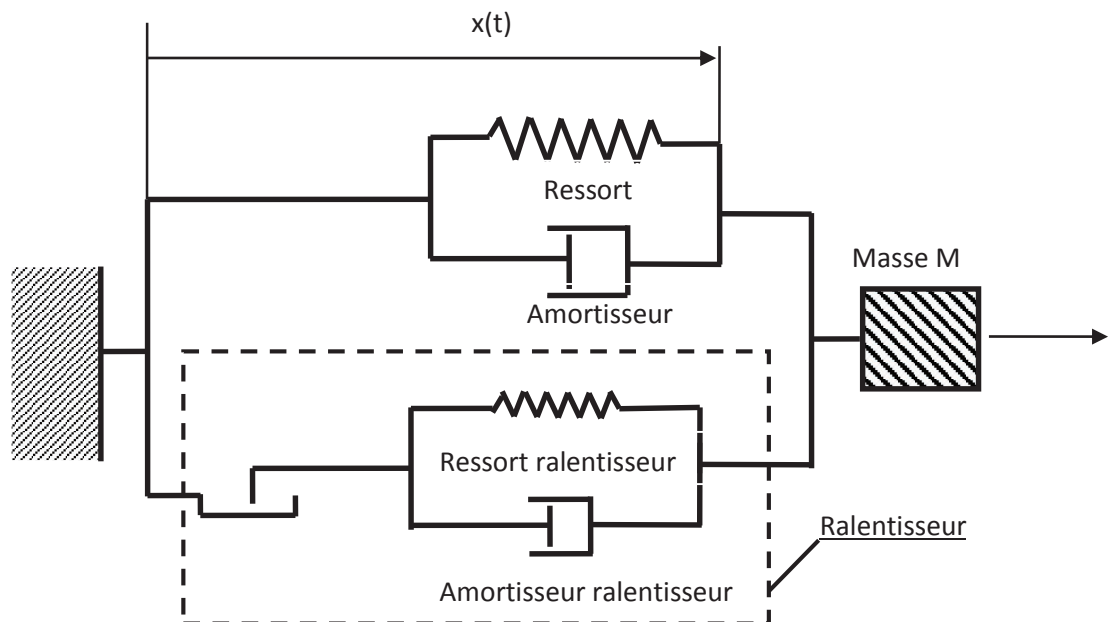 x(t)
Ressort
Masse M
Amortisseur
Ressort ralentisseur
Ralentisseur
Amortisseur ralentisseur